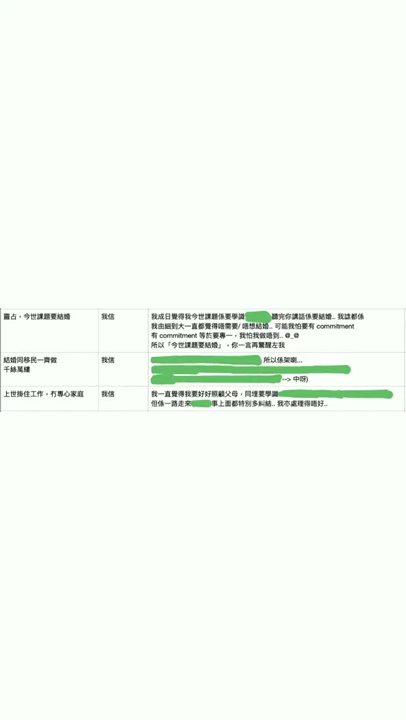 靈占，今世課題要結婚
我信
我成日覺得我今世課題係要學識 聽完你講話係要結婚.. 我諗都係
我由細到大一直都覺得唔需要/ 唔想結婚.. 可能我怕要有 commitment
有 commitment 等於要專一，我怕我做唔到.. @_@
所以「今世課題要結婚」，你一言再驚醒左我
結婚同移民一齊做
千絲萬縷
我信
所以係架喇...
--> 中呀)
上世掛住工作，冇專心家庭
我信
我一直覺得我要好好照顧父母，同埋要學識
但係一路走來 事上面都特別多糾結.. 我亦處理得唔好..